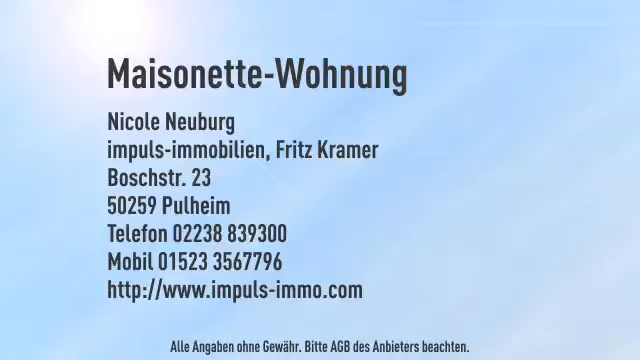 Maisonette-Wohnung
Nicole Neuburg
impuls-immobilien, Fritz Kramer
Boschstr. 23
50259 Pulheim
Telefon 02238 839300
Mobil 01523 3567796
http://www.impuls-immo.com
Alle Angaben ohne Gewähr. Bitte AGB des Anbieters beachten.